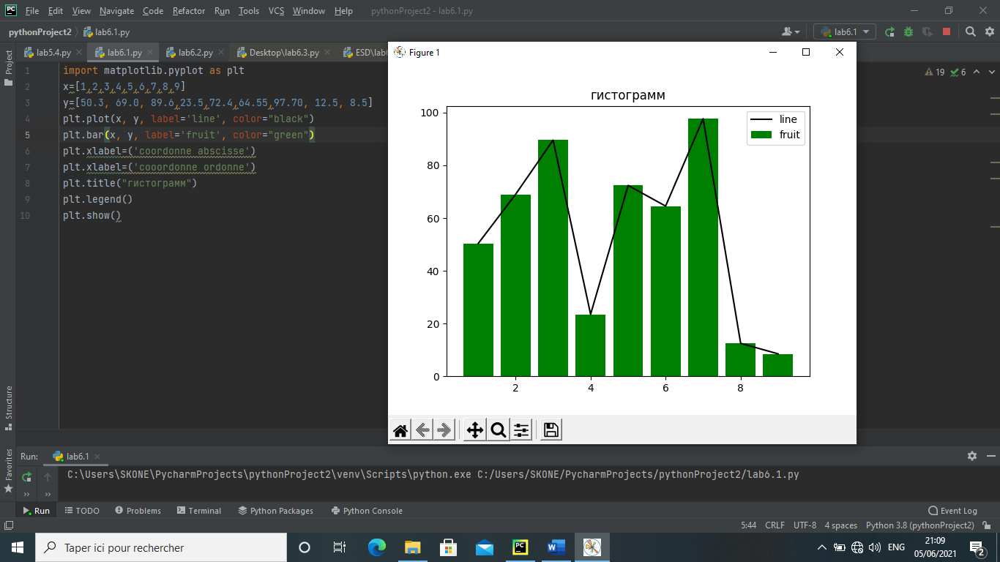 PC File Edit View Navigate Code Refactor Run Tools VCS Window Help pythonProject2 - lab6.1.py
pythonProject2 lab6.1.py lab6.1
lab5.4.py lab6.1.py lab6.2.py Desktop\lab6.3.py
Project
1 import matplotlib.pyplot as plt
2 x=[1,2,3,4,5,6,7,8,9]
3 y=[50.3, 69.0, 89.6,23.5,72.4,64.55,97.70, 12.5, 8.5]
4 plt.plot(x, y, label='line', color="black")
5 plt.bar(x, y, label='fruit', color="green")
6 plt.xlabel=('coordonne abscisse')
7 plt.xlabel=('cooordonne ordonne')
8 plt.title("гистограмм")
9 plt.legend()
10 plt.show()
19 6
Figure 1
гистограмм
line
fruit
100
80
60
40
20
0
2 4 6 8
Structure
Favorites
Run: lab6.1
C:\Users\SKONE\PycharmProjects\pythonProject2\venv\Scripts\python.exe C:/Users/SKONE/PycharmProjects/pythonProject2/lab6.1.py
Run TODO Problems Terminal Python Packages Python Console Event Log
5:44 CRLF UTF-8 4 spaces Python 3.8 (pythonProject2)
Taper ici pour rechercher
PC
W
ENG
21:09
05/06/2021
2